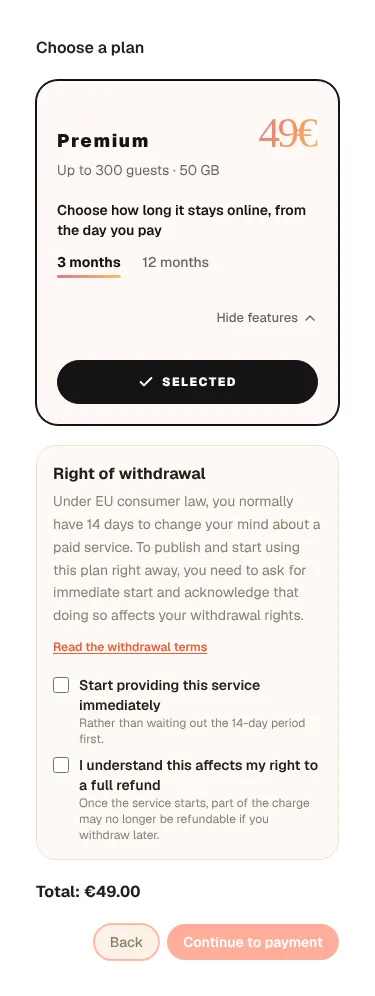 Choose a plan
Premium
49€
Up to 300 guests · 50 GB
Choose how long it stays online, from
the day you pay
3 months
12 months
Hide features
SELECTED
Right of withdrawal
Under EU consumer law, you normally
have 14 days to change your mind about a
paid service. To publish and start using
this plan right away, you need to ask for
immediate start and acknowledge that
doing so affects your withdrawal rights.
Read the withdrawal terms
Start providing this service
immediately
Rather than waiting out the 14-day period
first.
I understand this affects my right to
a full refund
Once the service starts, part of the charge
may no longer be refundable if you
withdraw later.
Total: €49.00
Back
Continue to payment